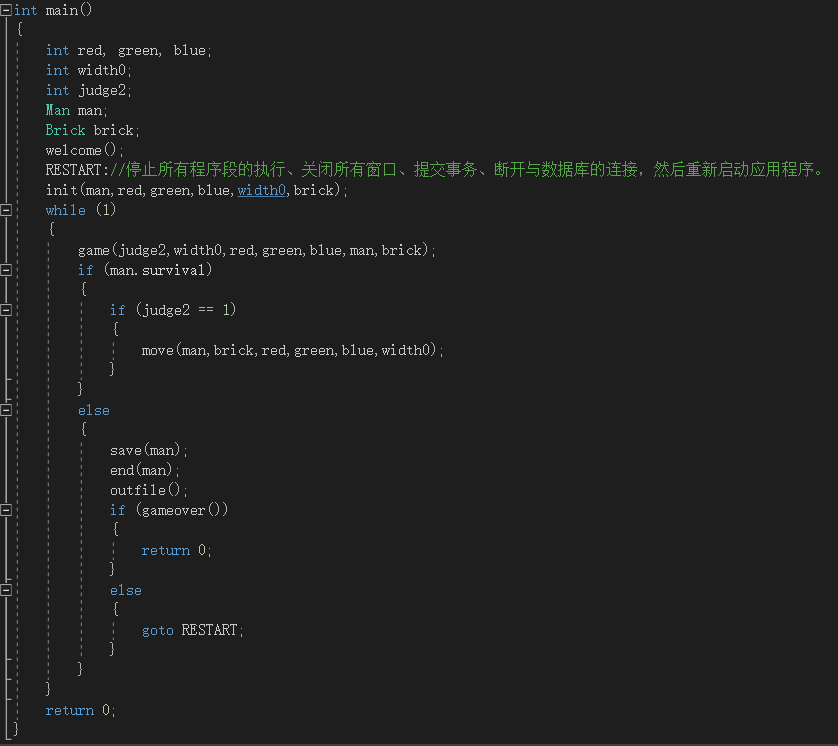 int main()
{
int red, green, blue;
int width0;
int judge2;
Man man;
Brick brick;
welcome();
RESTART://停止所有程序段的执行、关闭所有窗口、提交事务、断开与数据库的连接，然后重新启动应用程序。
init(man,red,green,blue,width0,brick);
while (1)
{
game(judge2,width0,red,green,blue,man,brick);
if (man.survival)
{
if (judge2 == 1)
{
move(man,brick,red,green,blue,width0);
}
}
else
{
save(man);
end(man);
outfile();
if (gameover())
{
return 0;
}
else
{
goto RESTART;
}
}
}
return 0;
}